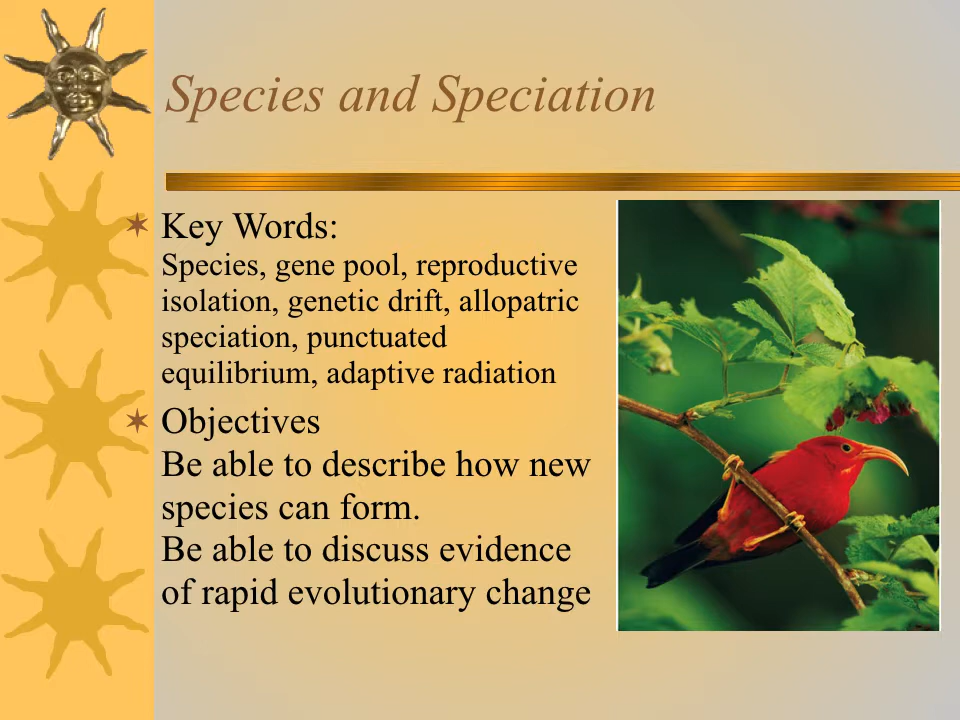 Species and Speciation
Key Words:
Species, gene pool, reproductive
isolation, genetic drift, allopatric
speciation, punctuated
equilibrium, adaptive radiation
Objectives
Be able to describe how new
species can form.
Be able to discuss evidence
of rapid evolutionary change